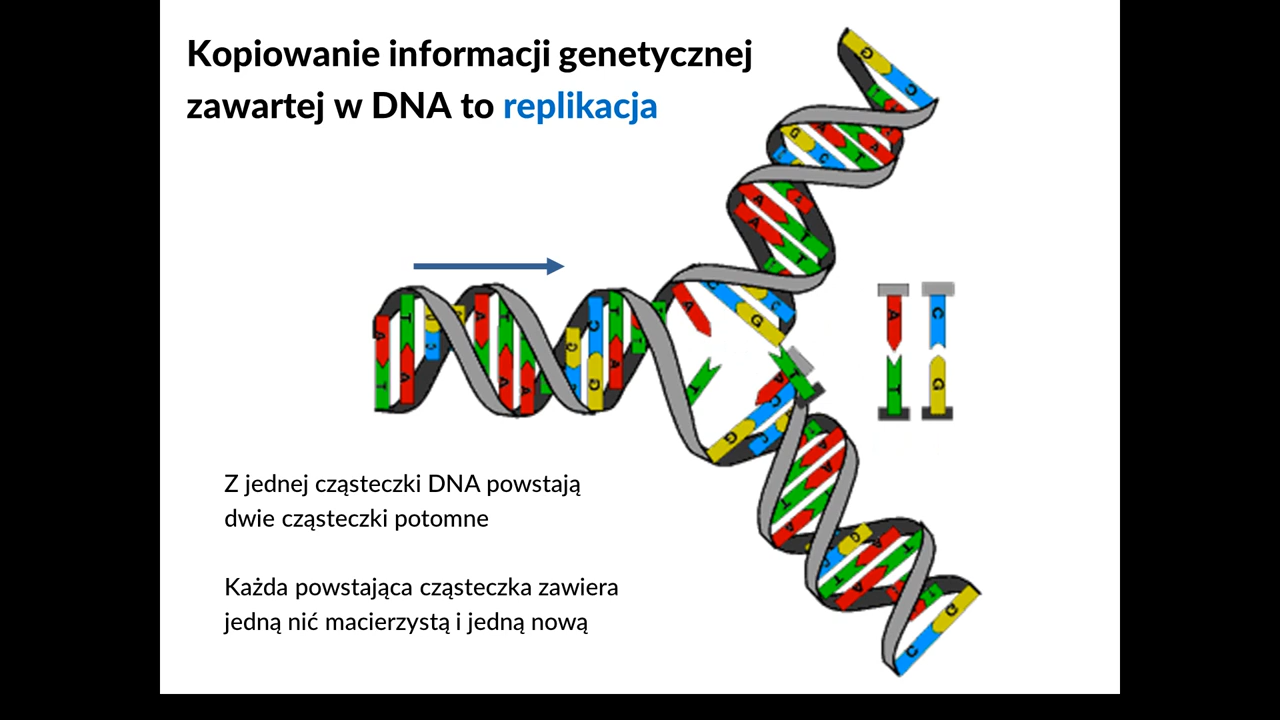 Kopiowanie informacji genetycznej
zawartej w DNA to replikacja
Z jednej cząsteczki DNA powstają
dwie cząsteczki potomne
Każda powstająca cząsteczka zawiera
jedną nić macierzystą i jedną nową
A C
T G